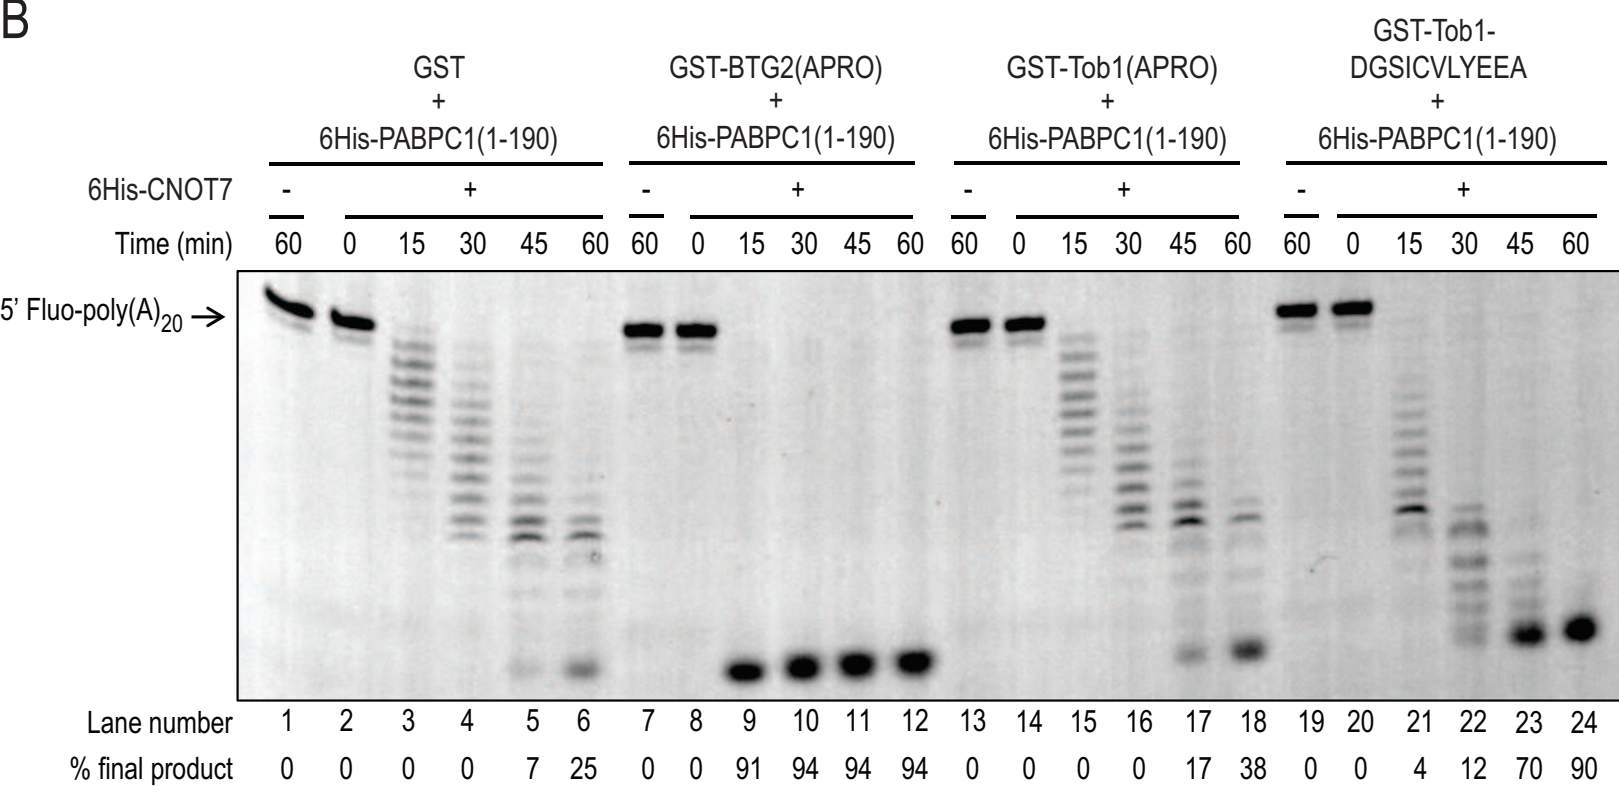 B
GST + 6His-PABPC1(1-190)
GST-BTG2(APRO) + 6His-PABPC1(1-190)
GST-Tob1(APRO) + 6His-PABPC1(1-190)
GST-Tob1-DGSICVLYEEA + 6His-PABPC1(1-190)
6His-CNOT7 - + - + - + - +
Time (min) 60 0 15 30 45 60 60 0 15 30 45 60 60 0 15 30 45 60 60 0 15 30 45 60
5' Fluo-poly(A)20 →
Lane number 1 2 3 4 5 6 7 8 9 10 11 12 13 14 15 16 17 18 19 20 21 22 23 24
% final product 0 0 0 0 7 25 0 0 91 94 94 94 0 0 0 0 17 38 0 0 4 12 70 90